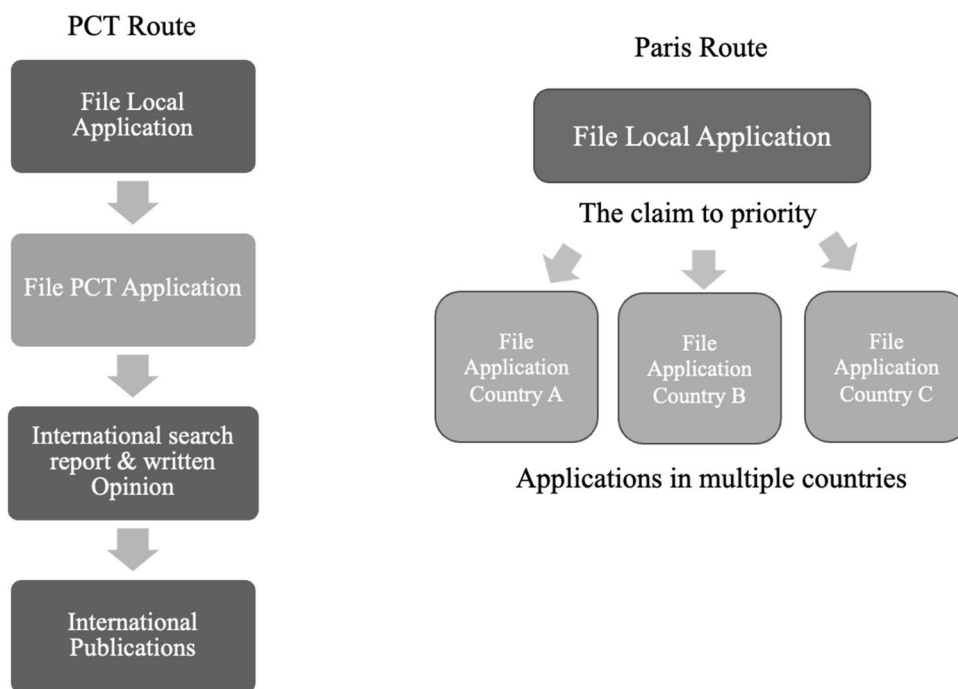 PCT Route
File Local
Application
File PCT Application
International search
report & written
Opinion
International
Publications
Paris Route
File Local Application
The claim to priority
File
Application
Country A
File
Application
Country B
File
Application
Country C
Applications in multiple countries